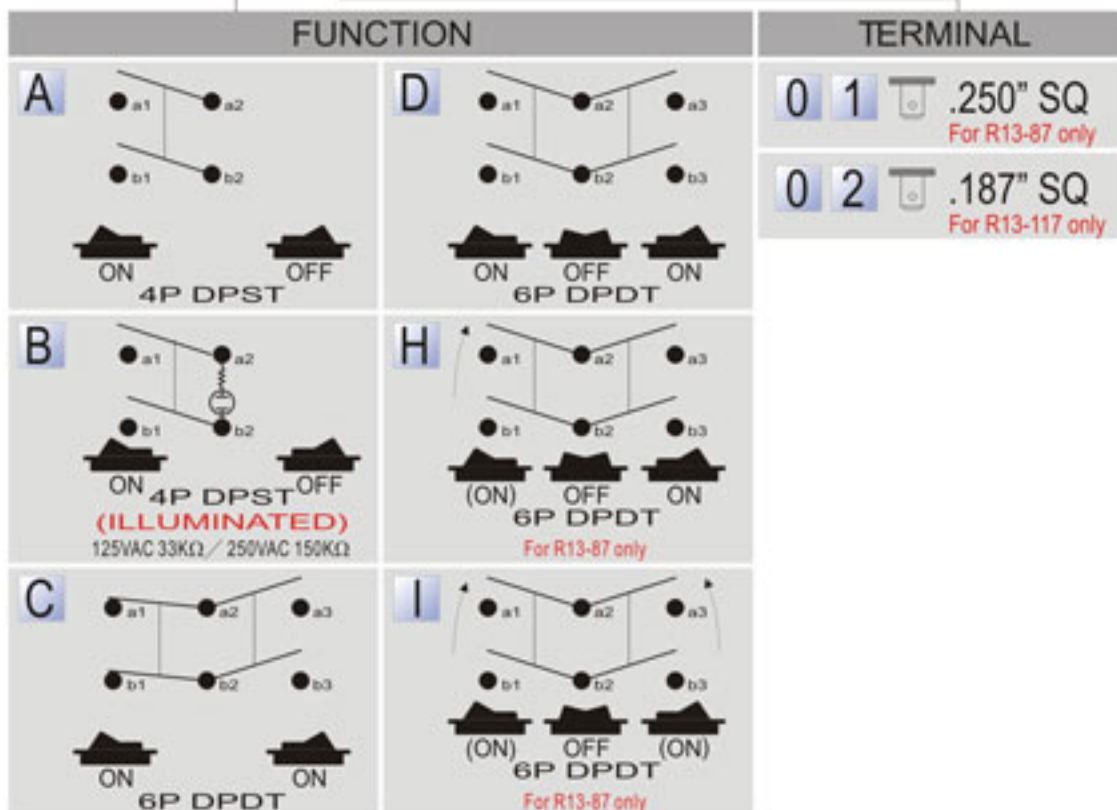 FUNCTION
A
a1 a2
b1 b2
ON OFF
4P DPST
B
a1 a2
b1 b2
ON OFF
4P DPST
(ILLUMINATED)
125VAC 33KΩ／250VAC 150KΩ
C
a1 a2 a3
b1 b2 b3
ON ON
6P DPDT
D
a1 a2 a3
b1 b2 b3
ON OFF ON
6P DPDT
H
a1 a2 a3
b1 b2 b3
(ON) OFF ON
6P DPDT
For R13-87 only
I
a1 a2 a3
b1 b2 b3
(ON) OFF (ON)
6P DPDT
For R13-87 only
TERMINAL
0 1 .250” SQ
For R13-87 only
0 2 .187” SQ
For R13-117 only